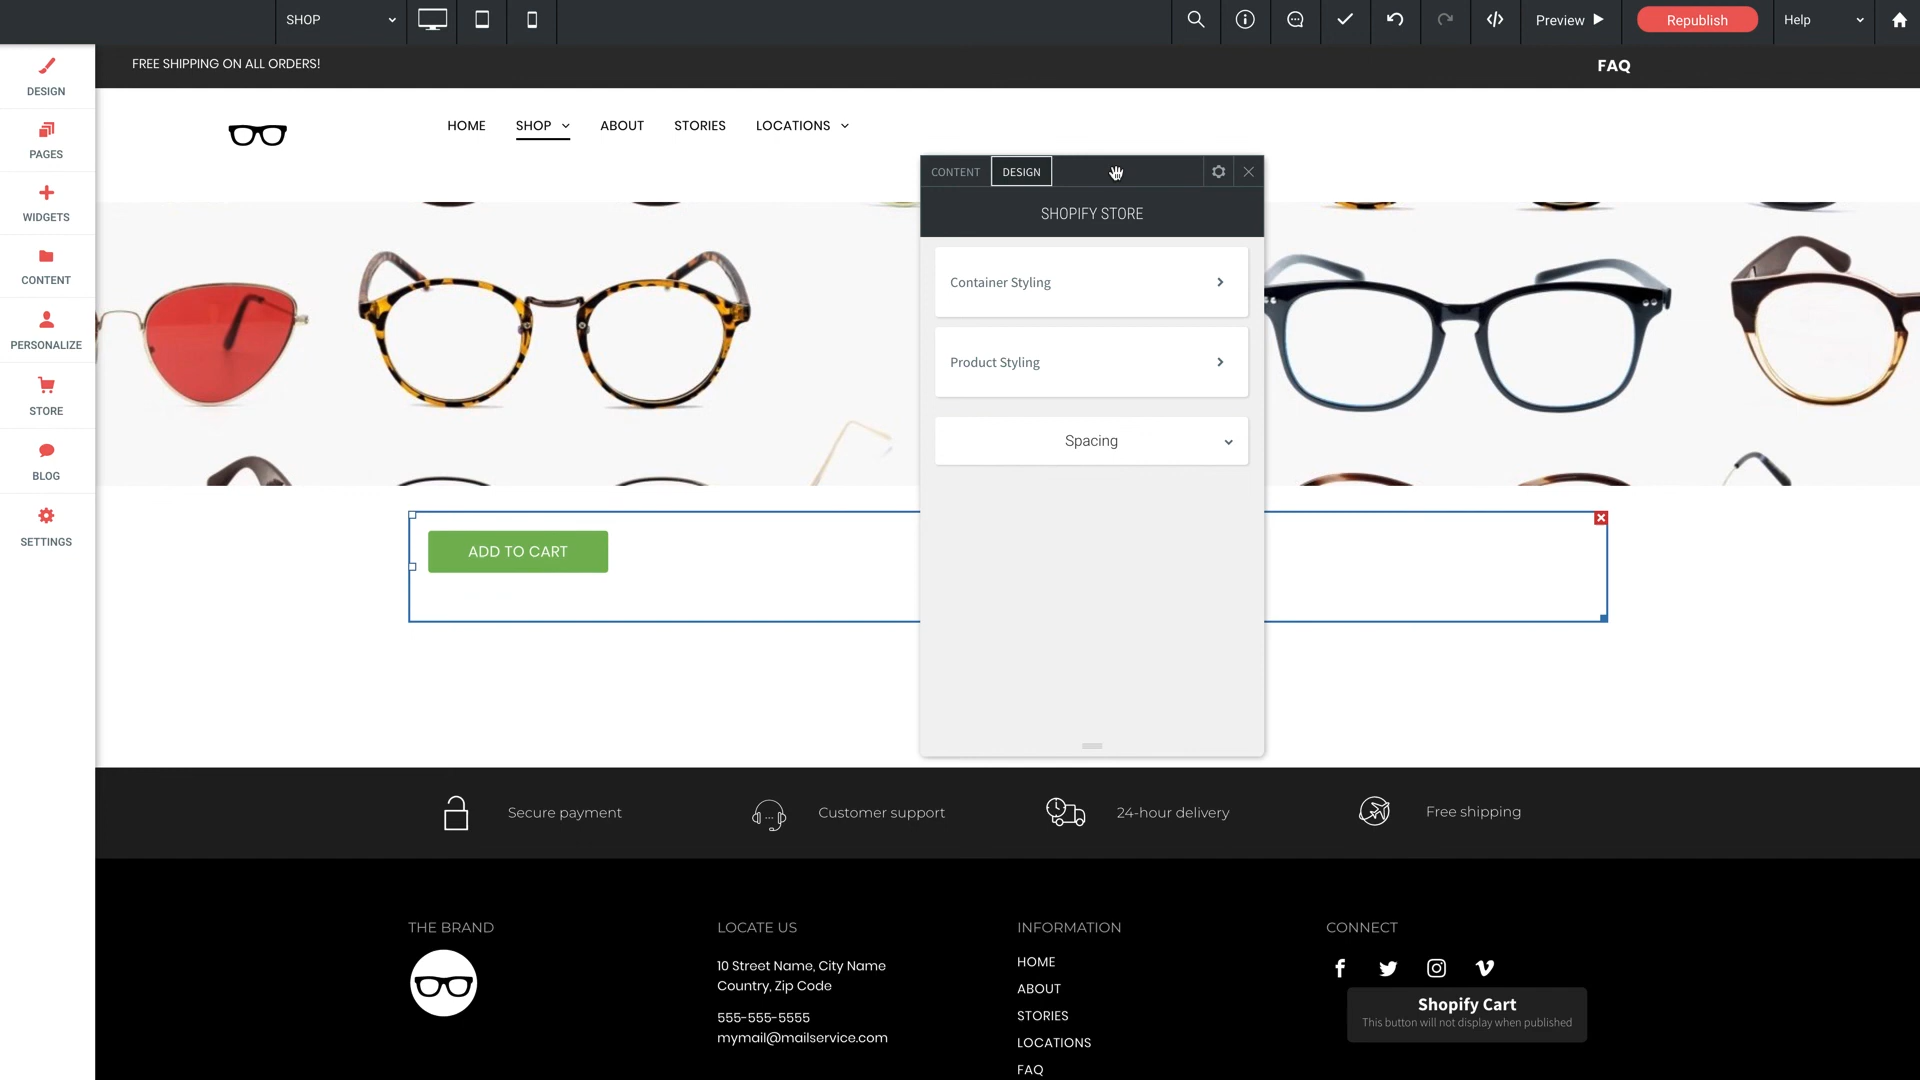 SHOP
Preview
Republish
Help
FREE SHIPPING ON ALL ORDERS!
FAQ
DESIGN
PAGES
WIDGETS
CONTENT
PERSONALIZE
STORE
BLOG
SETTINGS
HOME
SHOP
ABOUT
STORIES
LOCATIONS
CONTENT
DESIGN
SHOPIFY STORE
Container Styling
Product Styling
Spacing
ADD TO CART
Secure payment
Customer support
24-hour delivery
Free shipping
THE BRAND
LOCATE US
10 Street Name, City Name
Country, Zip Code
555-555-5555
mymail@mailservice.com
INFORMATION
HOME
ABOUT
STORIES
LOCATIONS
FAQ
CONNECT
Shopify Cart
This button will not display when published